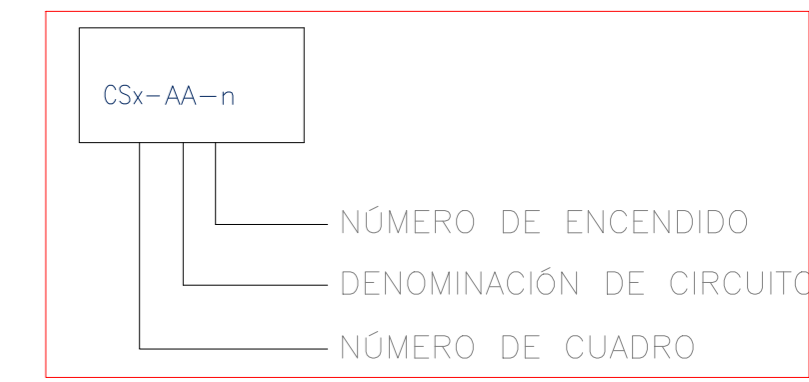 CSx-AA-n
NÚMERO DE ENCENDIDO
DENOMINACIÓN DE CIRCUITO
NÚMERO DE CUADRO